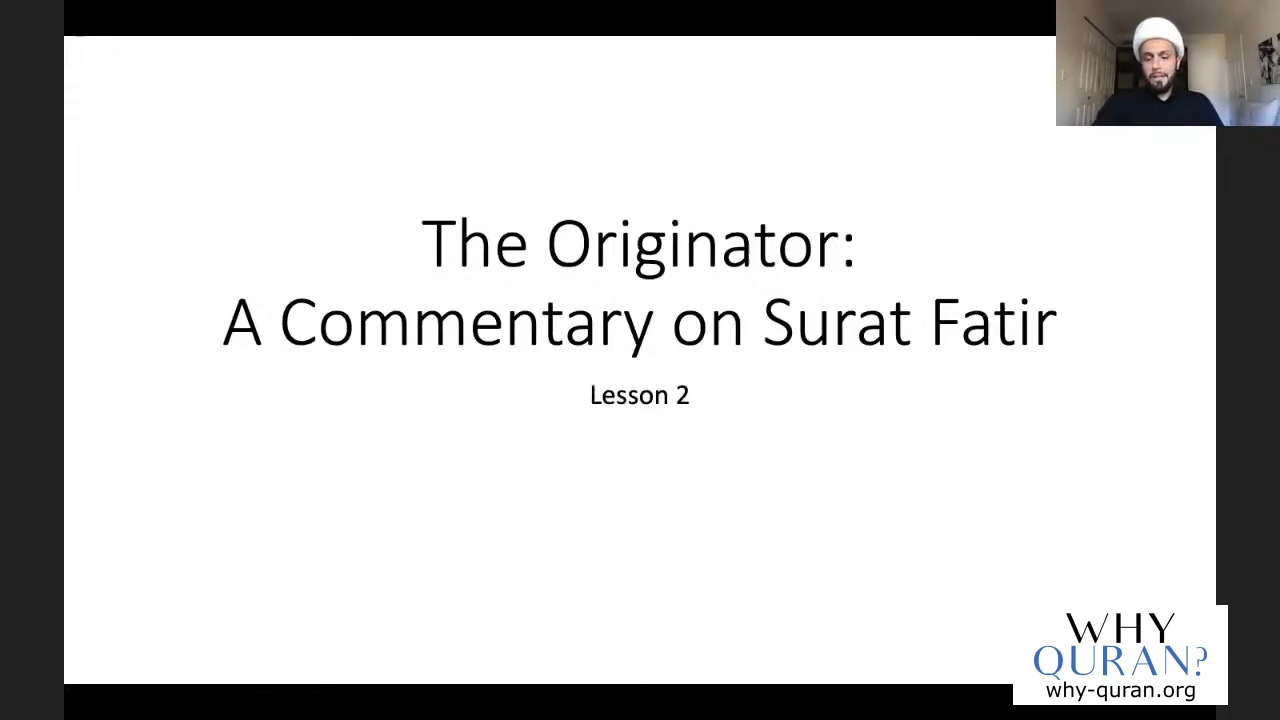 The Originator:
A Commentary on Surat Fatir
Lesson 2
WHY
QURAN?
why-quran.org